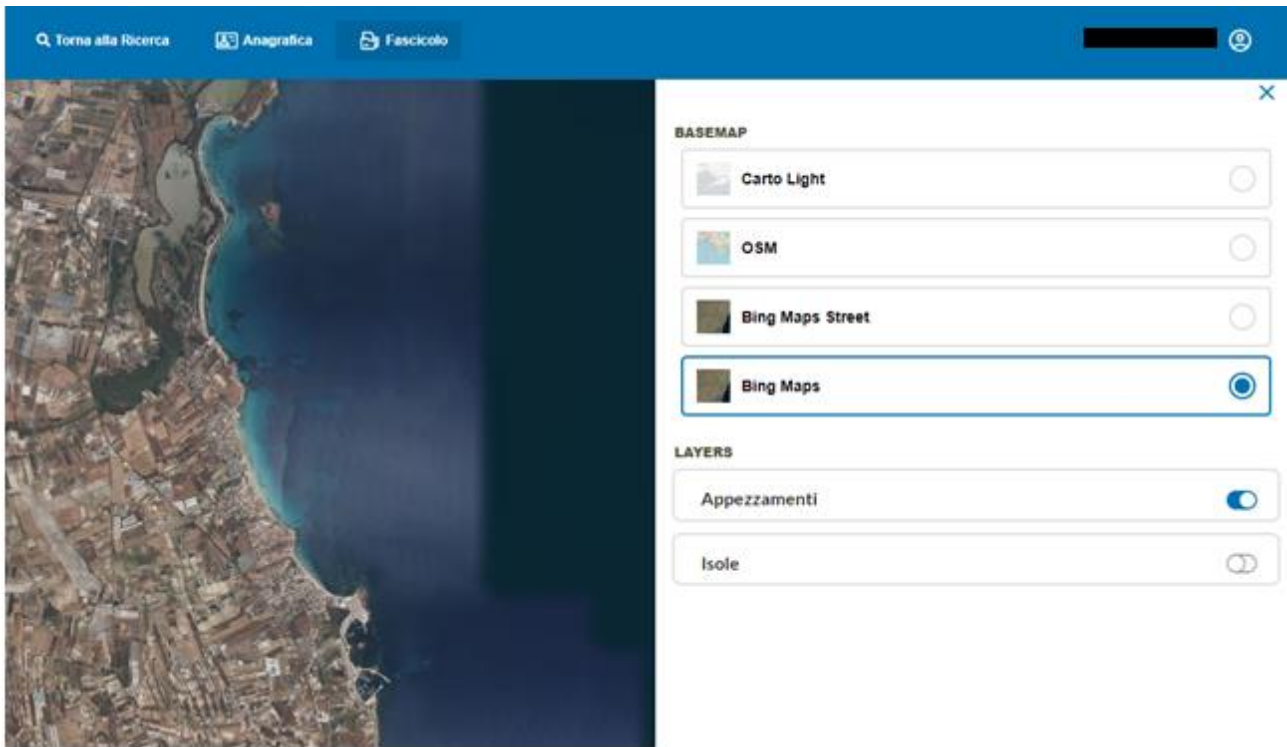 Torna alla Ricerca
Anagrafica
Fascicolo
BASEMAP
Carto Light
OSM
Bing Maps Street
Bing Maps
LAYERS
Appezzamenti
Isole